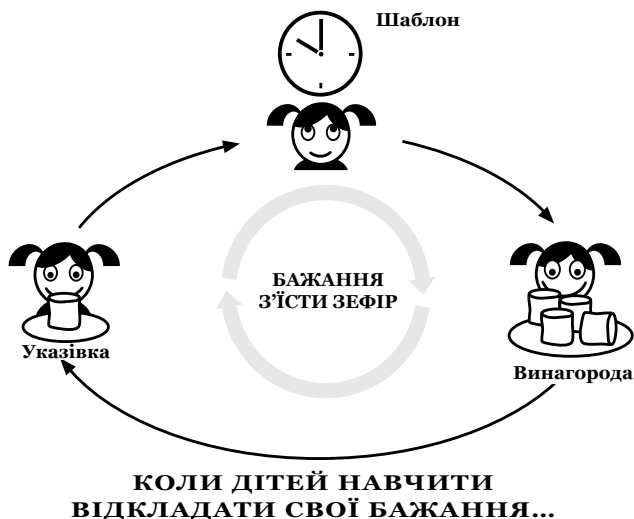 Шаблон
БАЖАННЯ
З’ЇСТИ ЗЕФІР
Указівка
Винагорода
КОЛИ ДІТЕЙ НАВЧИТИ
ВІДКЛАДАТИ СВОЇ БАЖАННЯ...